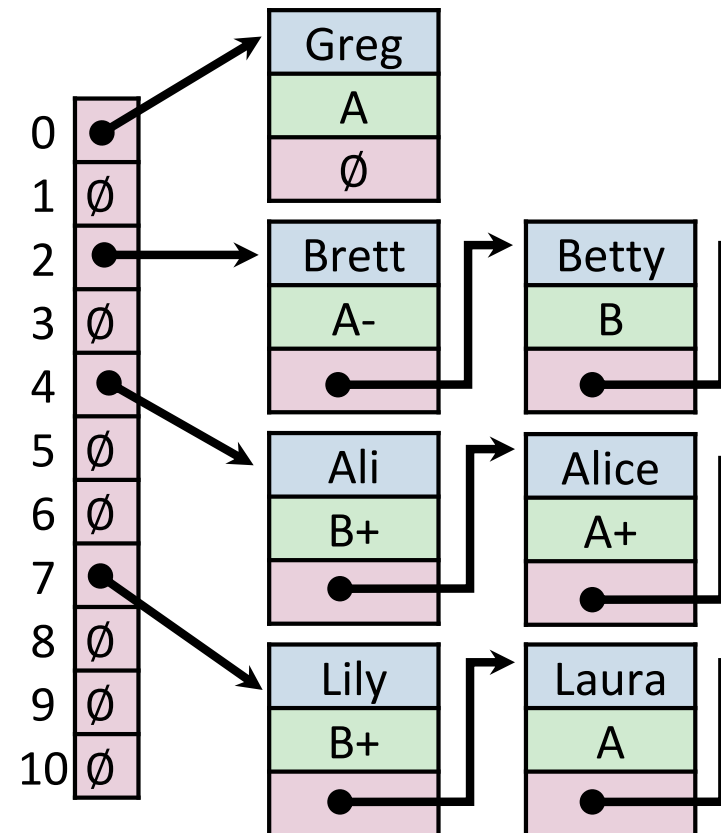 0
1 Ø
2
3 Ø
4
5 Ø
6 Ø
7
8 Ø
9 Ø
10 Ø
Greg
A
Ø
Brett
A-
Betty
B
Ali
B+
Alice
A+
Lily
B+
Laura
A